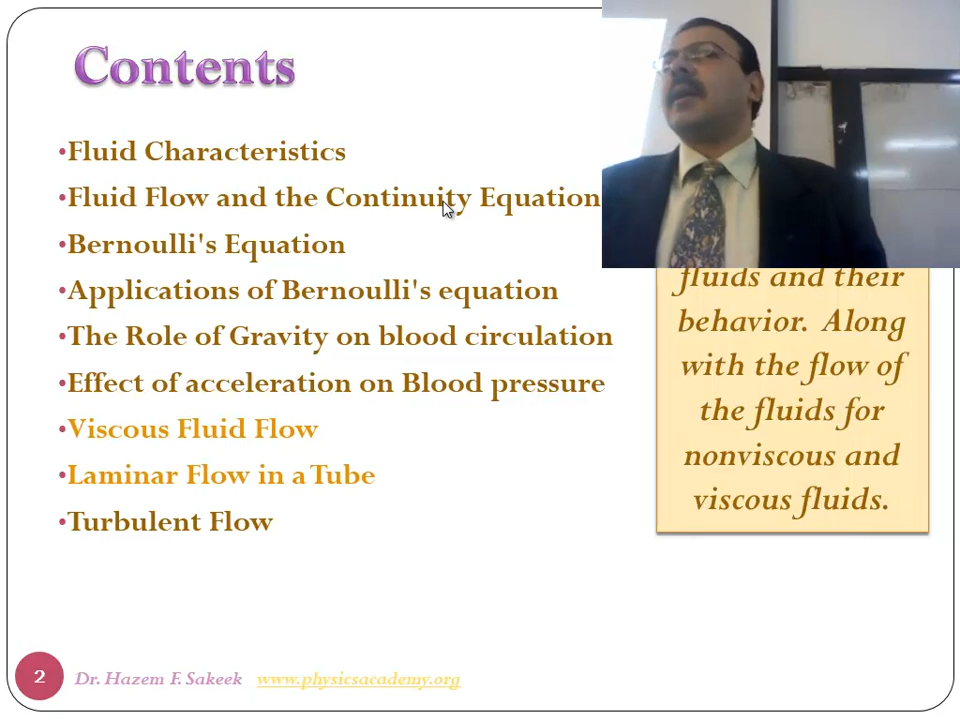 Contents
•Fluid Characteristics
•Fluid Flow and the Continuity Equation
•Bernoulli's Equation
•Applications of Bernoulli's equation
•The Role of Gravity on blood circulation
•Effect of acceleration on Blood pressure
•Viscous Fluid Flow
•Laminar Flow in a Tube
•Turbulent Flow
fluids and their
behavior. Along
with the flow of
the fluids for
nonviscous and
viscous fluids.
2
Dr. Hazem F. Sakeek www.physicsacademy.org